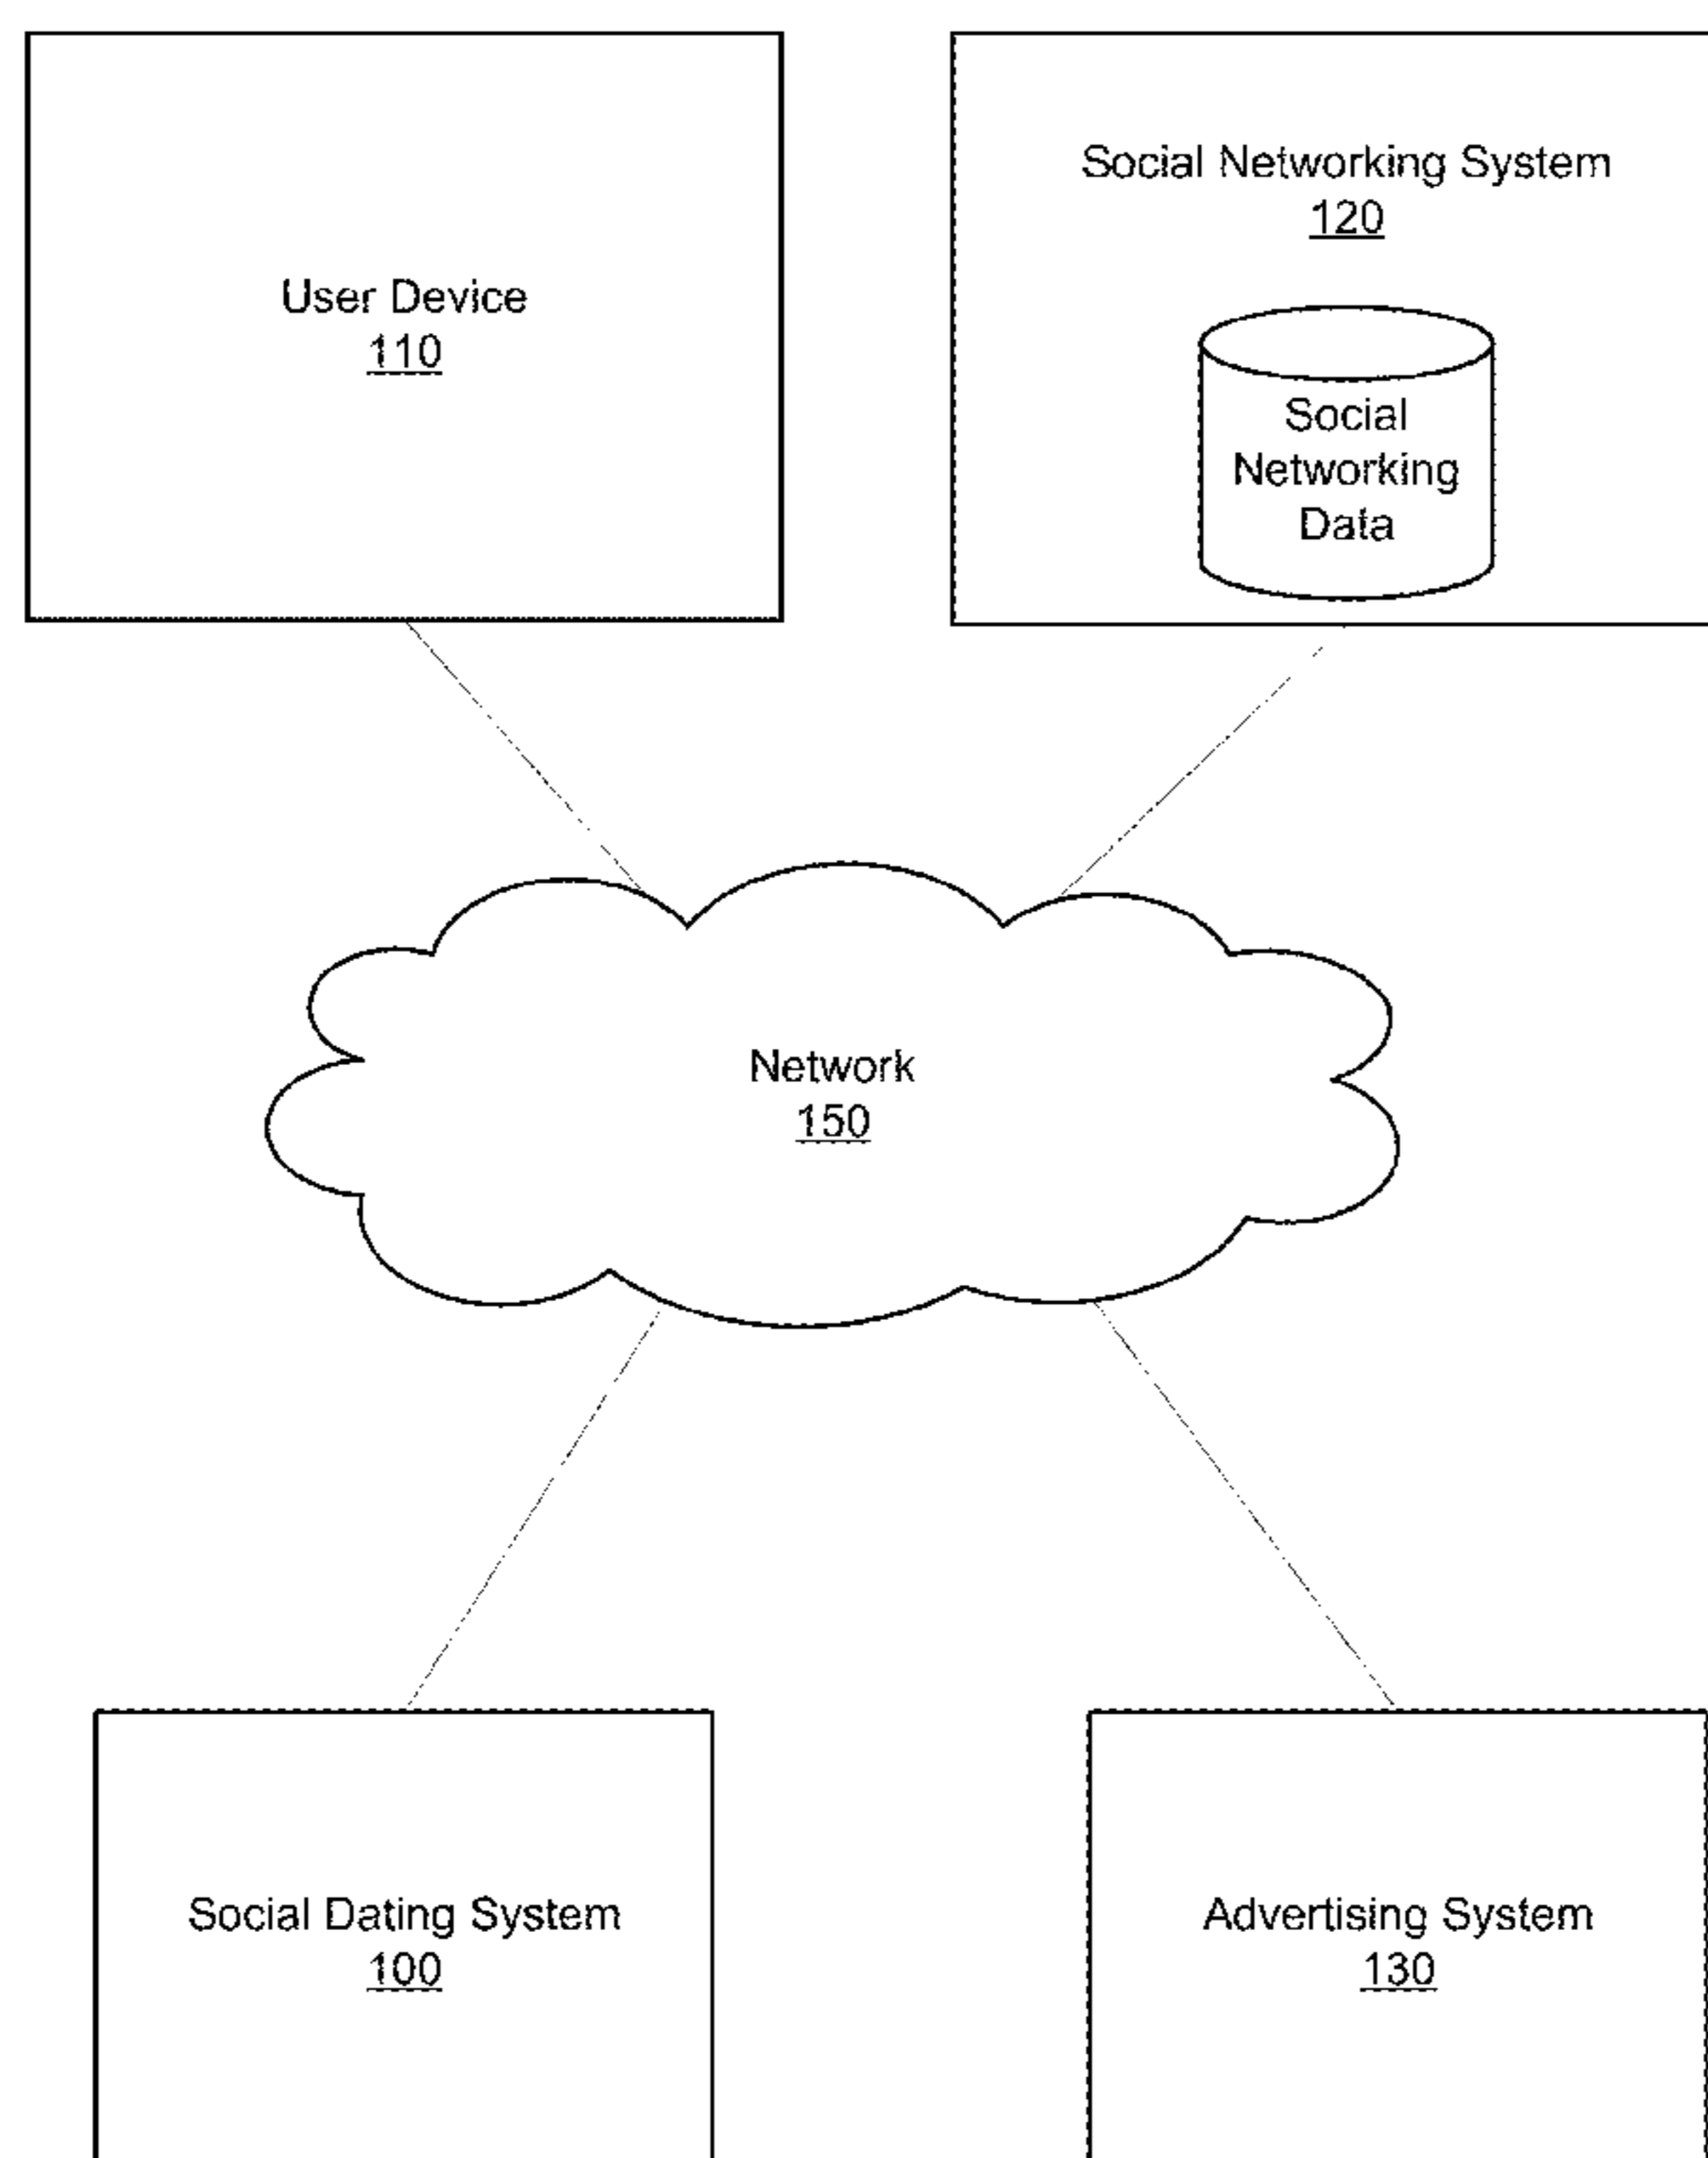 User Device
110
Social Networking System
120
Social
Networking
Data
Network
150
Social Dating System
100
Advertising System
130